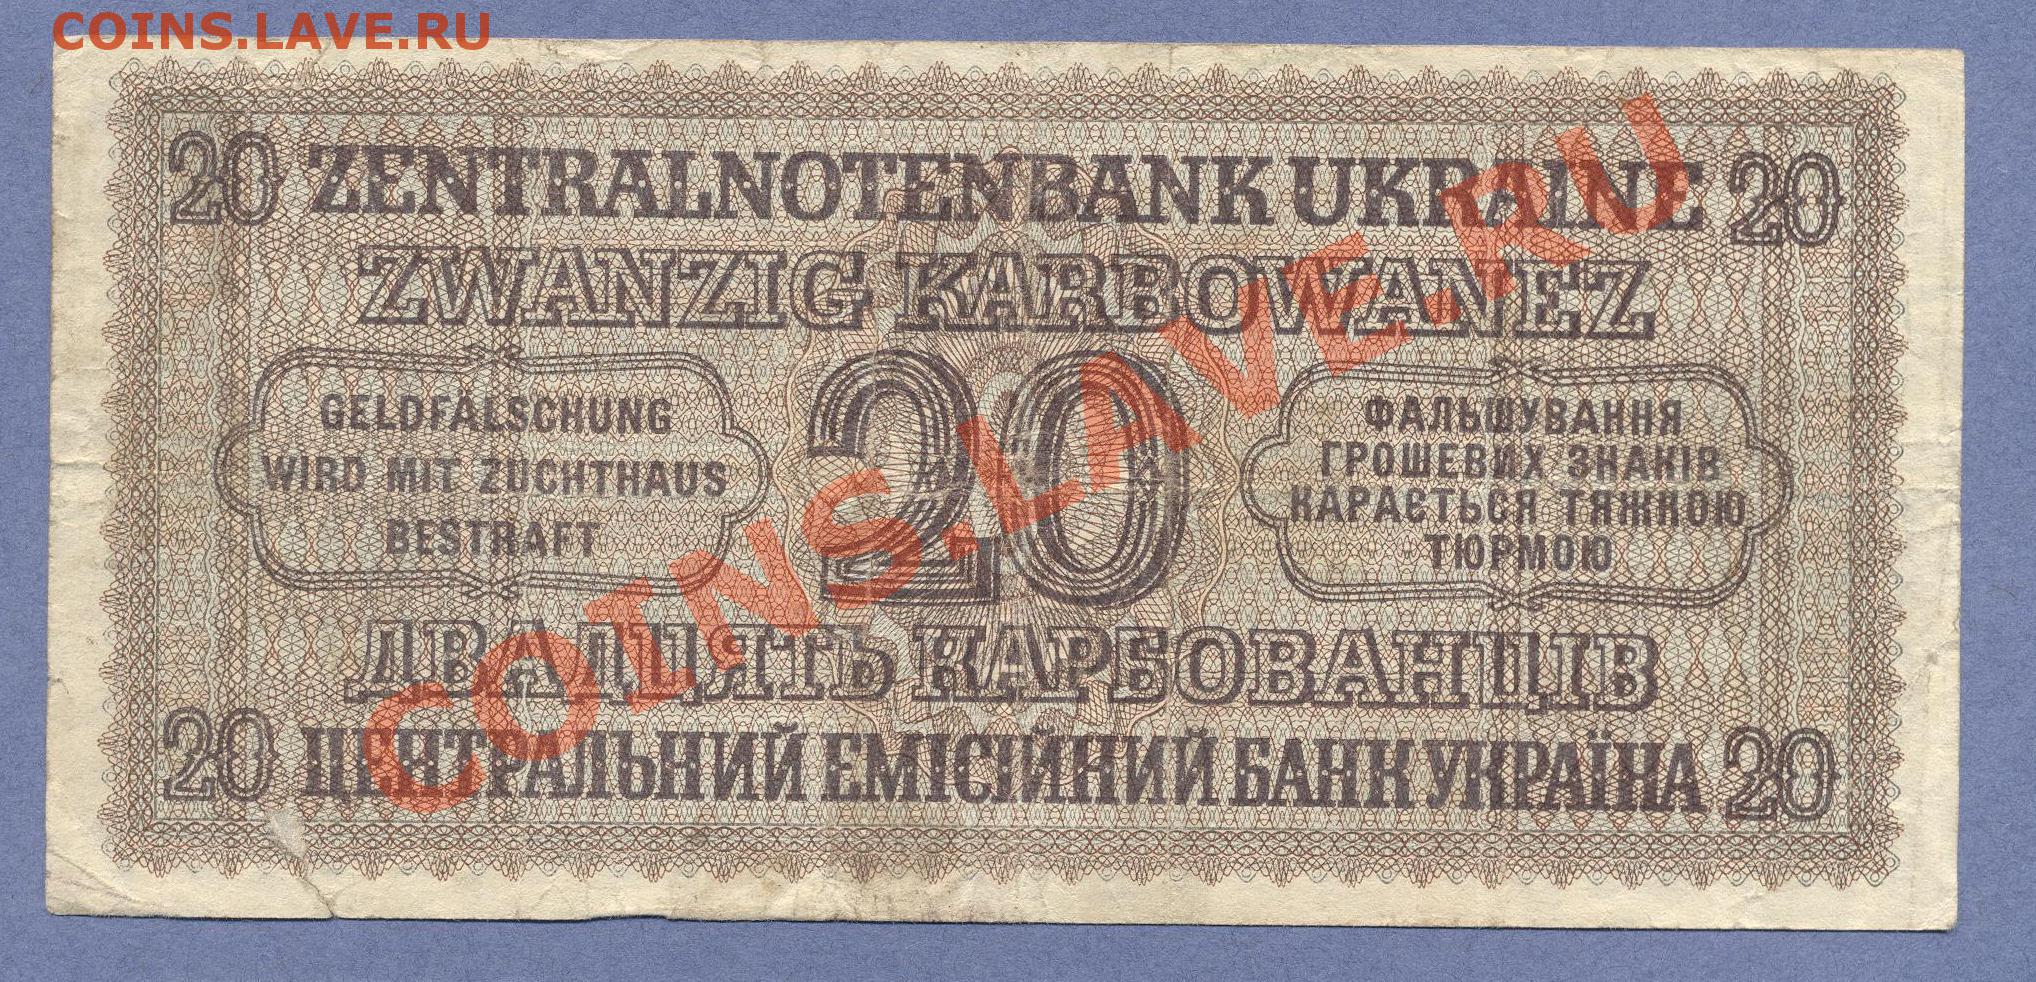 COINS.LAVE.RU
20 ZENTRALNOTENBANK UKRAINE 20
ZWANZIG KARBOWANEZ
GELDFÄLSCHUNG
WIRD MIT ZUCHTHAUS
BESTRAFT
20
ФАЛЬШУВАННЯ
ГРОШЕВИХ ЗНАКІВ
КАРАЄТЬСЯ ТЯЖКОЮ
ТЮРМОЮ
ДВАДЦЯТЬ КАРБОВАНЦІВ
20 ЦЕНТРАЛЬНИЙ ЕМІСІЙНИЙ БАНК УКРАЇНА 20
COINS.LAVE.RU